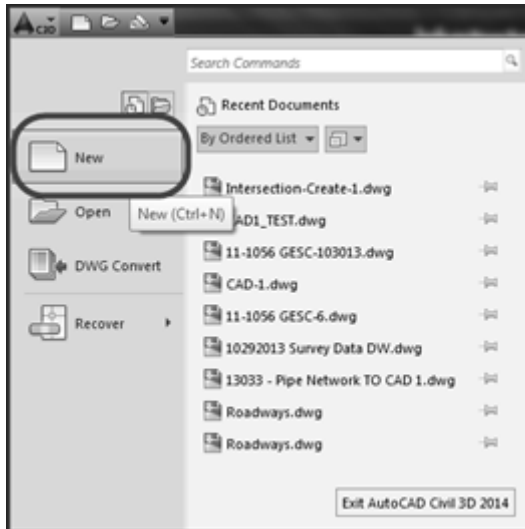 C3D
Search Commands
Recent Documents
By Ordered List
New
Open
New (Ctrl+N)
DWG Convert
Recover
Intersection-Create-1.dwg
AD1_TEST.dwg
11-1056 GESC-103013.dwg
CAD-1.dwg
11-1056 GESC-6.dwg
10292013 Survey Data DW.dwg
13033 - Pipe Network TO CAD 1.dwg
Roadways.dwg
Roadways.dwg
Exit AutoCAD Civil 3D 2014